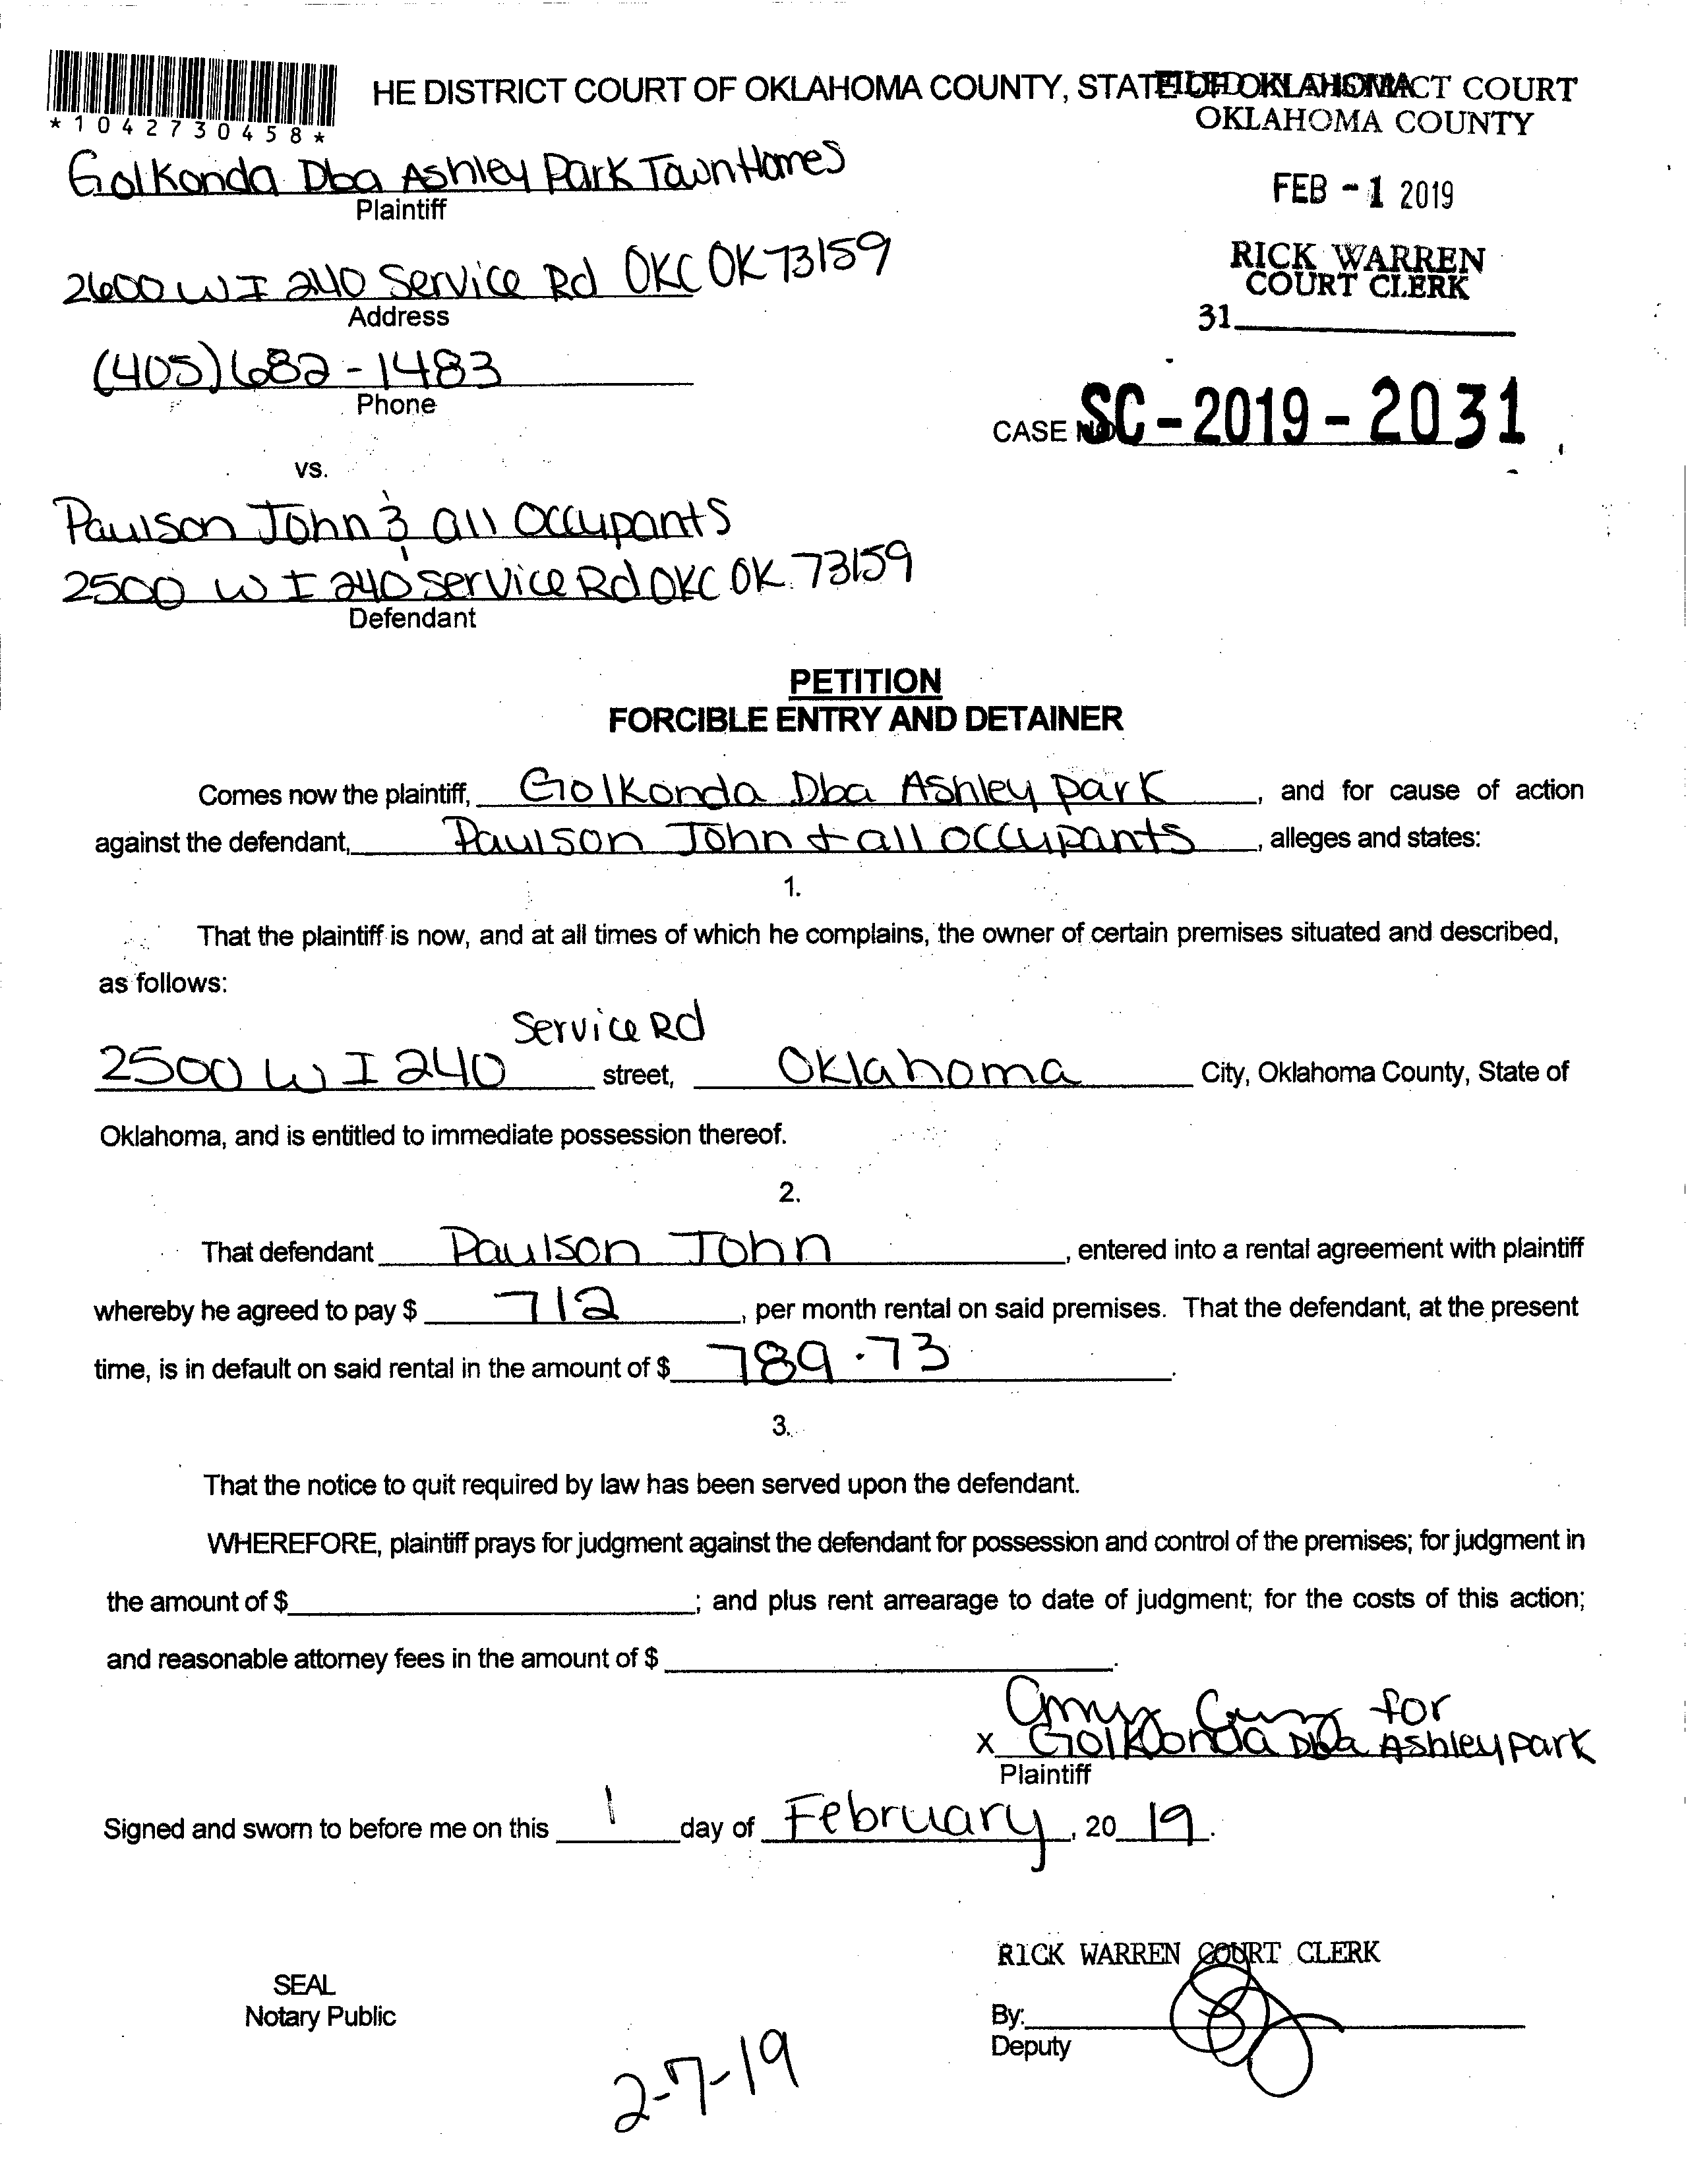 HE DISTRICT COURT OF OKLAHOMA COUNTY, STATE OF OKLAHOMA
FILED IN DISTRICT COURT
OKLAHOMA COUNTY
*1042730458*
Golkonda Dba Ashley Park TownHomes
Plaintiff
FEB -1 2019
2600 W I 240 Service Rd OKC OK 73159
Address
RICK WARREN
COURT CLERK
31
(405) 682-1483
Phone
CASE NO. SC-2019-2031
vs.
Paulson John & all Occupants
2500 W I 240 Service Rd OKC OK. 73159
Defendant
PETITION
FORCIBLE ENTRY AND DETAINER
Comes now the plaintiff, Golkonda Dba Ashley park, and for cause of action
against the defendant, Paulson John + all occupants, alleges and states:
1.
That the plaintiff is now, and at all times of which he complains, the owner of certain premises situated and described,
as follows:
Service Rd
2500 W I 240 street, Oklahoma City, Oklahoma County, State of
Oklahoma, and is entitled to immediate possession thereof.
2.
That defendant Paulson John, entered into a rental agreement with plaintiff
whereby he agreed to pay $ 712, per month rental on said premises. That the defendant, at the present
time, is in default on said rental in the amount of $ 789.73.
3.
That the notice to quit required by law has been served upon the defendant.
WHEREFORE, plaintiff prays for judgment against the defendant for possession and control of the premises; for judgment in
the amount of $; and plus rent arrearage to date of judgment; for the costs of this action;
and reasonable attorney fees in the amount of $.
for
X Golkonda Dba Ashley park
Plaintiff
Signed and sworn to before me on this 1 day of February, 20 19.
RICK WARREN COURT CLERK
SEAL
Notary Public
By:
Deputy
2-7-19